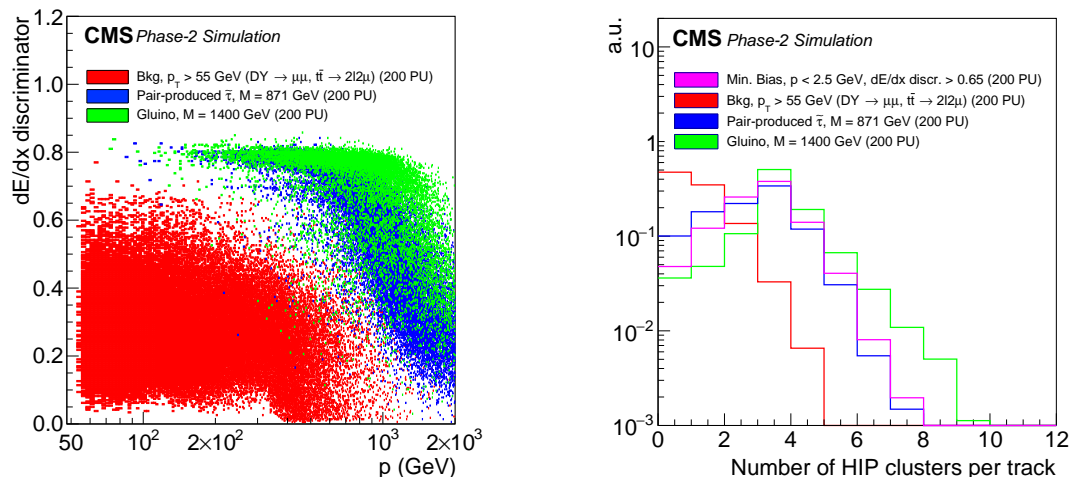 CMS Phase-2 Simulation
Bkg, p_T > 55 GeV (DY → μμ, tt̄ → 2l2μ) (200 PU)
Pair-produced τ̃, M = 871 GeV (200 PU)
Gluino, M = 1400 GeV (200 PU)
dE/dx discriminator
1.2
1.0
0.8
0.6
0.4
0.2
0.0
50 10² 2×10² 10³ 2×10³
p (GeV)
a.u.
CMS Phase-2 Simulation
Min. Bias, p < 2.5 GeV, dE/dx discr. > 0.65 (200 PU)
Bkg, p_T > 55 GeV (DY → μμ, tt̄ → 2l2μ) (200 PU)
Pair-produced τ̃, M = 871 GeV (200 PU)
Gluino, M = 1400 GeV (200 PU)
10
1
10⁻¹
10⁻²
10⁻³
0 2 4 6 8 10 12
Number of HIP clusters per track